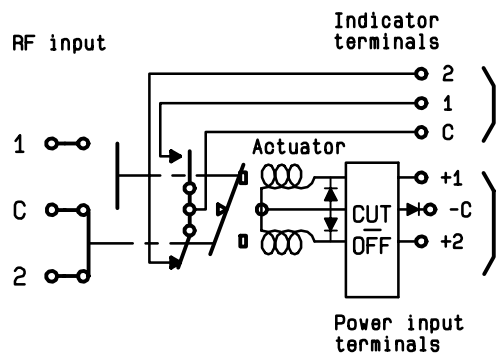 Indicator
terminals
RF input
2
1
C
Actuator
1
C
2
+1
-C
+2
CUT
OFF
Power input
terminals